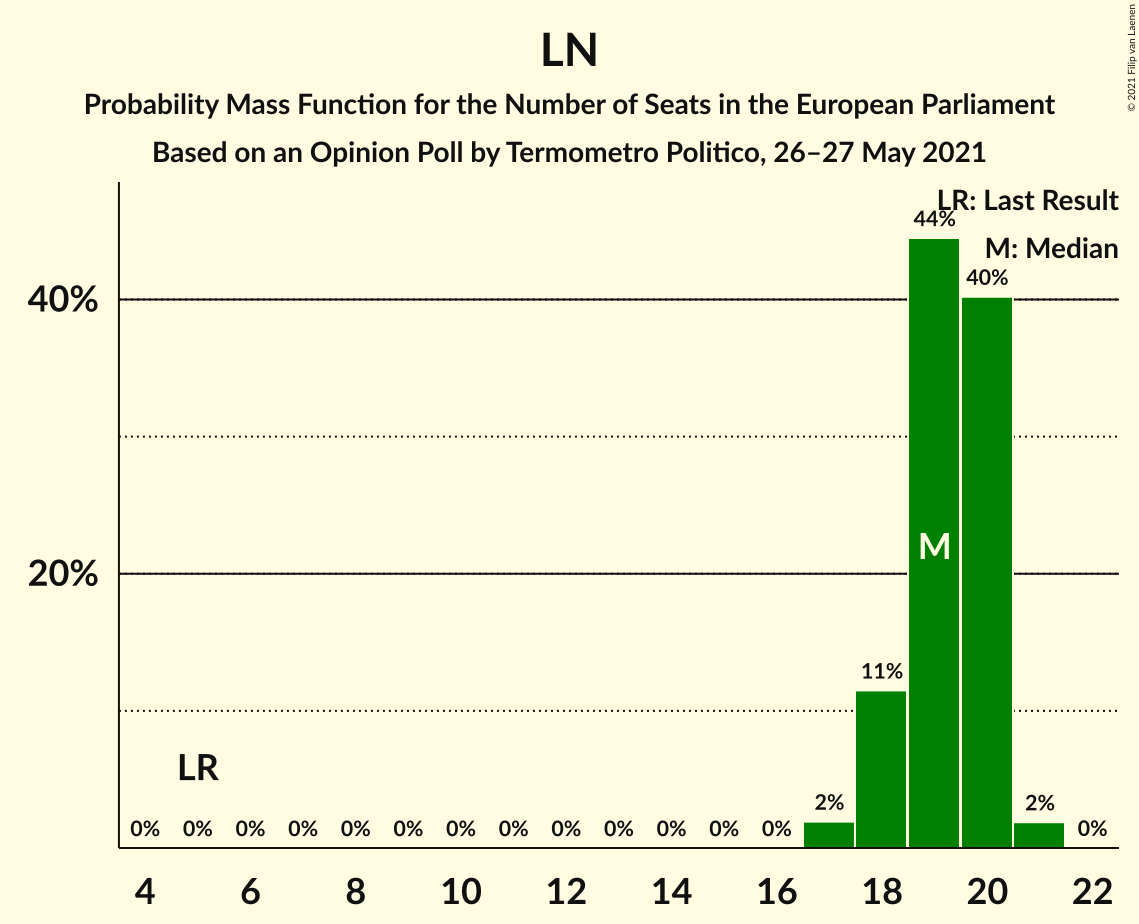 LN
Probability Mass Function for the Number of Seats in the European Parliament
Based on an Opinion Poll by Termometro Politico, 26–27 May 2021
© 2021 Filip van Laenen
LR: Last Result
M: Median
44%
40%
40%
M
20%
11%
LR
2%
2%
0% 0% 0% 0% 0% 0% 0% 0% 0% 0% 0% 0% 0% 0%
4 6 8 10 12 14 16 18 20 22